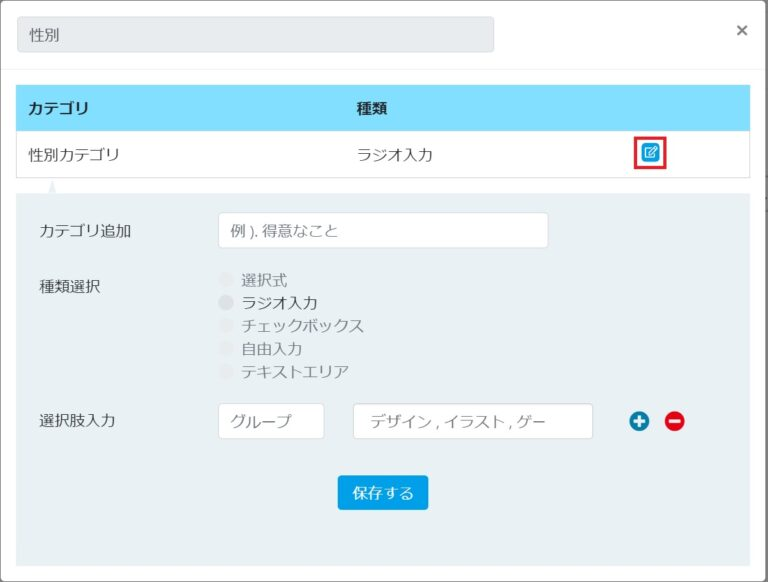 性別
×
カテゴリ 種類
性別カテゴリ ラジオ入力
カテゴリ追加 例 ). 得意なこと
種類選択 選択式
ラジオ入力
チェックボックス
自由入力
テキストエリア
選択肢入力 グループ デザイン , イラスト , ゲー
保存する